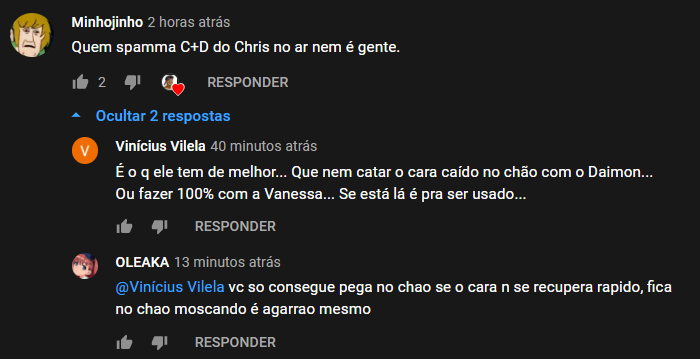 Minhojinho 2 horas atrás
Quem spamma C+D do Chris no ar nem é gente.
2 RESPONDER
Ocultar 2 respostas
V
Vinícius Vilela 40 minutos atrás
É o q ele tem de melhor... Que nem catar o cara caído no chão com o Daimon...
Ou fazer 100% com a Vanessa... Se está lá é pra ser usado...
RESPONDER
OLEAKA 13 minutos atrás
@Vinícius Vilela vc so consegue pega no chao se o cara n se recupera rapido, fica
no chao moscando é agarrao mesmo
RESPONDER